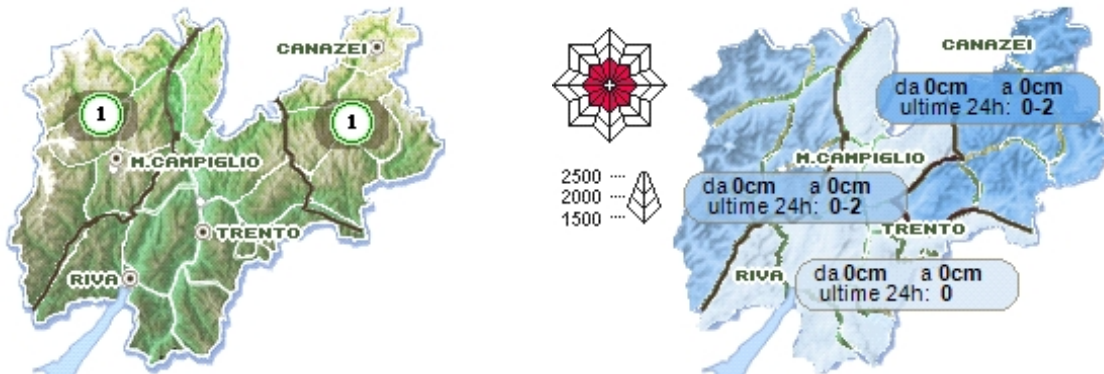 CANAZEI
1
1
M.CAMPIGLIO
TRENTO
RIVA
2500
2000
1500
CANAZEI
da 0cm a 0cm
ultime 24h: 0-2
M.CAMPIGLIO
da 0cm a 0cm
ultime 24h: 0-2
TRENTO
RIVA
da 0cm a 0cm
ultime 24h: 0